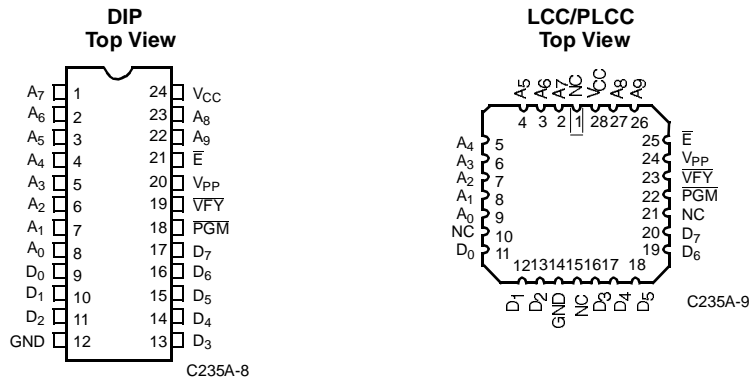 DIP
Top View
A7 1 24 VCC
A6 2 23 A8
A5 3 22 A9
A4 4 21 E̅
A3 5 20 VPP
A2 6 19 V̅F̅Y̅
A1 7 18 P̅G̅M̅
A0 8 17 D7
D0 9 16 D6
D1 10 15 D5
D2 11 14 D4
GND 12 13 D3
C235A-8
LCC/PLCC
Top View
A5 A6 A7 NC VCC A8 A9
4 3 2 1 28 27 26
A4 5 25 E̅
A3 6 24 VPP
A2 7 23 V̅F̅Y̅
A1 8 22 P̅G̅M̅
A0 9 21 NC
NC 10 20 D7
D0 11 19 D6
12 13 14 15 16 17 18
D1 D2 GND NC D3 D4 D5
C235A-9